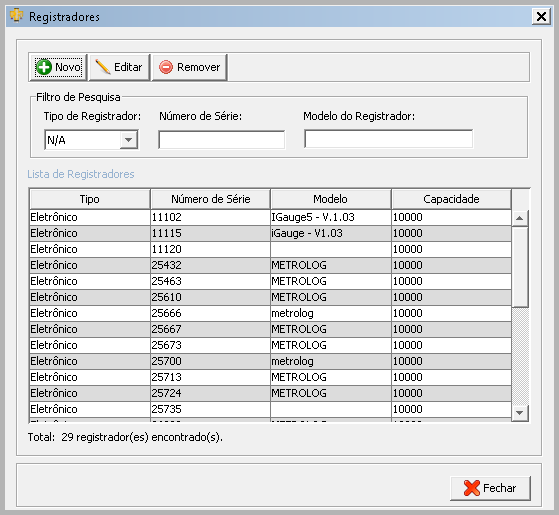 Registradores
Novo Editar Remover
Filtro de Pesquisa
Tipo de Registrador: Número de Série: Modelo do Registrador:
N/A
Lista de Registradores
Tipo Número de Série Modelo Capacidade
Eletrônico 11102 IGauge5 - V.1.03 10000
Eletrônico 11115 iGauge - V1.03 10000
Eletrônico 11120 10000
Eletrônico 25432 METROLOG 10000
Eletrônico 25463 METROLOG 10000
Eletrônico 25610 METROLOG 10000
Eletrônico 25666 metrolog 10000
Eletrônico 25667 METROLOG 10000
Eletrônico 25673 METROLOG 10000
Eletrônico 25700 metrolog 10000
Eletrônico 25713 METROLOG 10000
Eletrônico 25724 METROLOG 10000
Eletrônico 25735 10000
Total: 29 registrador(es) encontrado(s).
Fechar